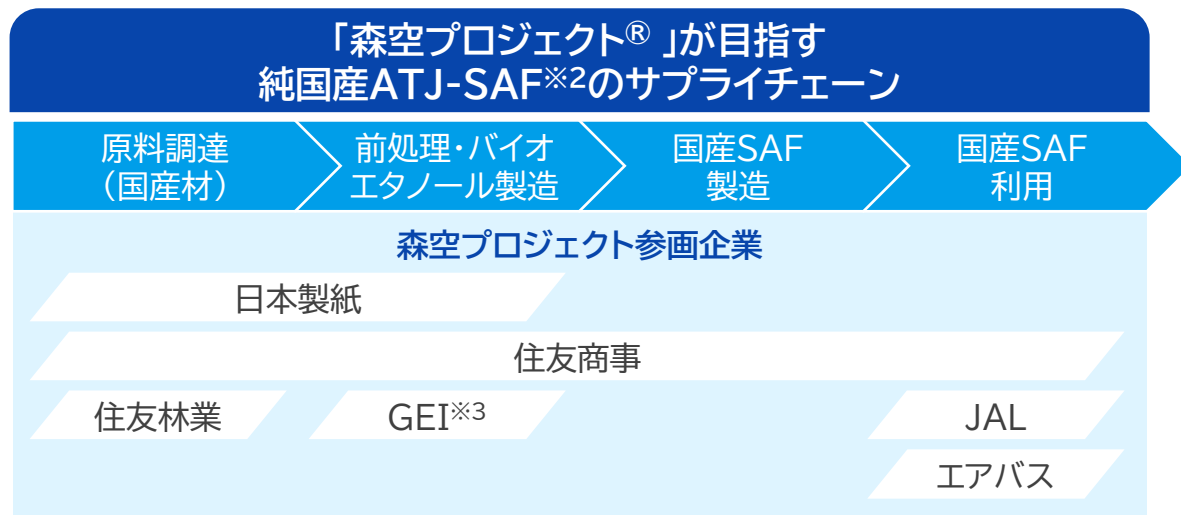 「森空プロジェクト® 」が目指す
純国産ATJ-SAF※2のサプライチェーン
原料調達
（国産材）
前処理・バイオ
エタノール製造
国産SAF
製造
国産SAF
利用
森空プロジェクト参画企業
日本製紙
住友商事
住友林業
GEI※3
JAL
エアバス